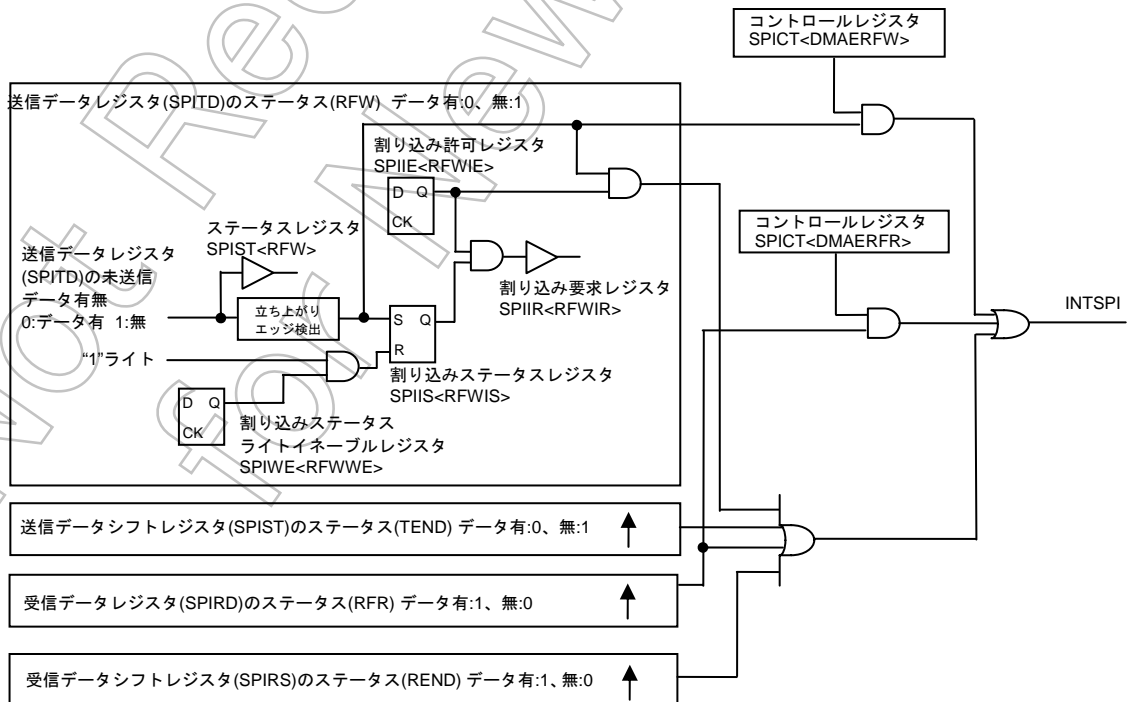 コントロールレジスタ
SPICT<DMAERFW>
送信データレジスタ(SPITD)のステータス(RFW) データ有:0、無:1
割り込み許可レジスタ
SPIIE<RFWIE>
D Q
CK
ステータスレジスタ
SPIST<RFW>
コントロールレジスタ
SPICT<DMAERFR>
送信データレジスタ
(SPITD)の未送信
データ有無
0:データ有 1:無
立ち上がり
エッジ検出
S Q
R
割り込み要求レジスタ
SPIIR<RFWIR>
INTSPI
"1"ライト
割り込みステータスレジスタ
SPIIS<RFWIS>
D Q
CK
割り込みステータス
ライトイネーブルレジスタ
SPIWE<RFWWE>
送信データシフトレジスタ(SPIST)のステータス(TEND) データ有:0、無:1
受信データレジスタ(SPIRD)のステータス(RFR) データ有:1、無:0
受信データシフトレジスタ(SPIRS)のステータス(REND) データ有:1、無:0